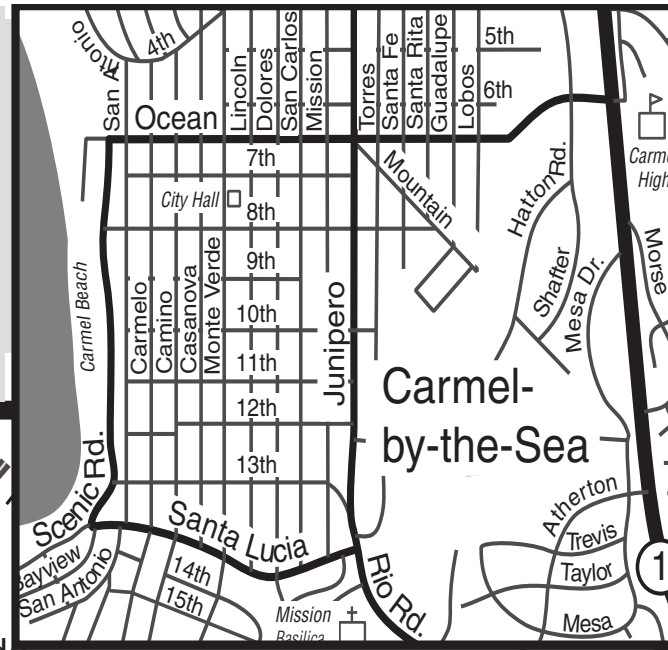 San Antonio
4th
Ocean
Lincoln
Dolores
San Carlos
Mission
Torres
Santa Fe
Santa Rita
Guadalupe
Lobos
5th
6th
7th
City Hall
8th
Mountain
Hatton Rd.
Shafter
Mesa Dr.
High
Morse
Carmel Beach
Carmelo
Camino
Casanova
Monte Verde
9th
10th
11th
12th
13th
Junipero
Carmel-
by-the-Sea
Scenic Rd.
Santa Lucia
Rio Rd.
Bayview
San Antonio
14th
15th
Mission
Basilica
Atherton
Trevis
Taylor
Mesa
1